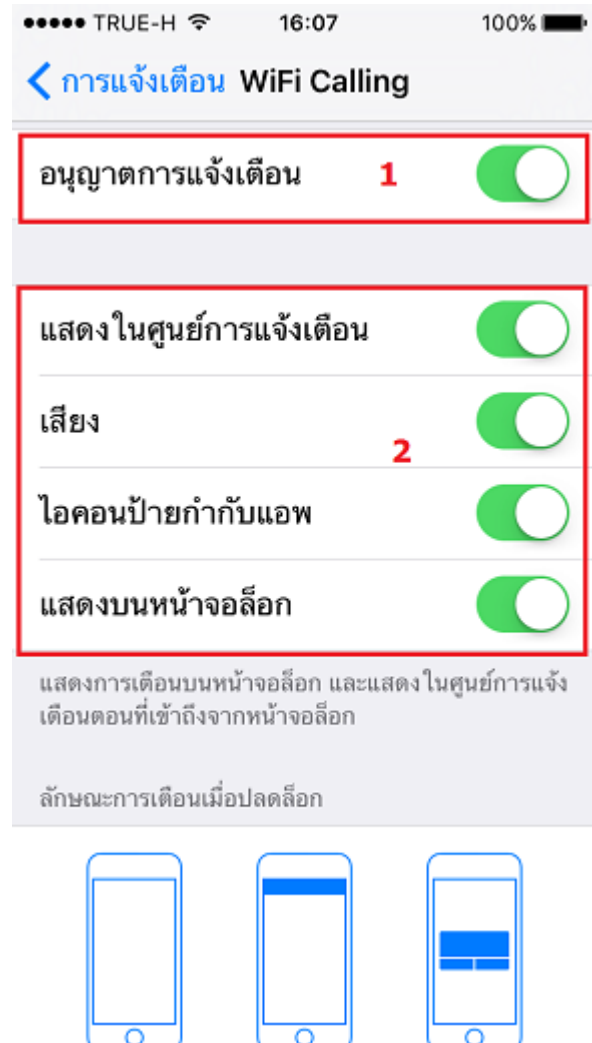 TRUE-H 16:07 100%
การแจ้งเตือน WiFi Calling
อนุญาตการแจ้งเตือน 1
แสดงในศูนย์การแจ้งเตือน
เสียง
2
ไอคอนป้ายกำกับแอพ
แสดงบนหน้าจอล็อก
แสดงการเตือนบนหน้าจอล็อก และแสดงในศูนย์การแจ้ง
เตือนตอนที่เข้าถึงจากหน้าจอล็อก
ลักษณะการเตือนเมื่อปลดล็อก